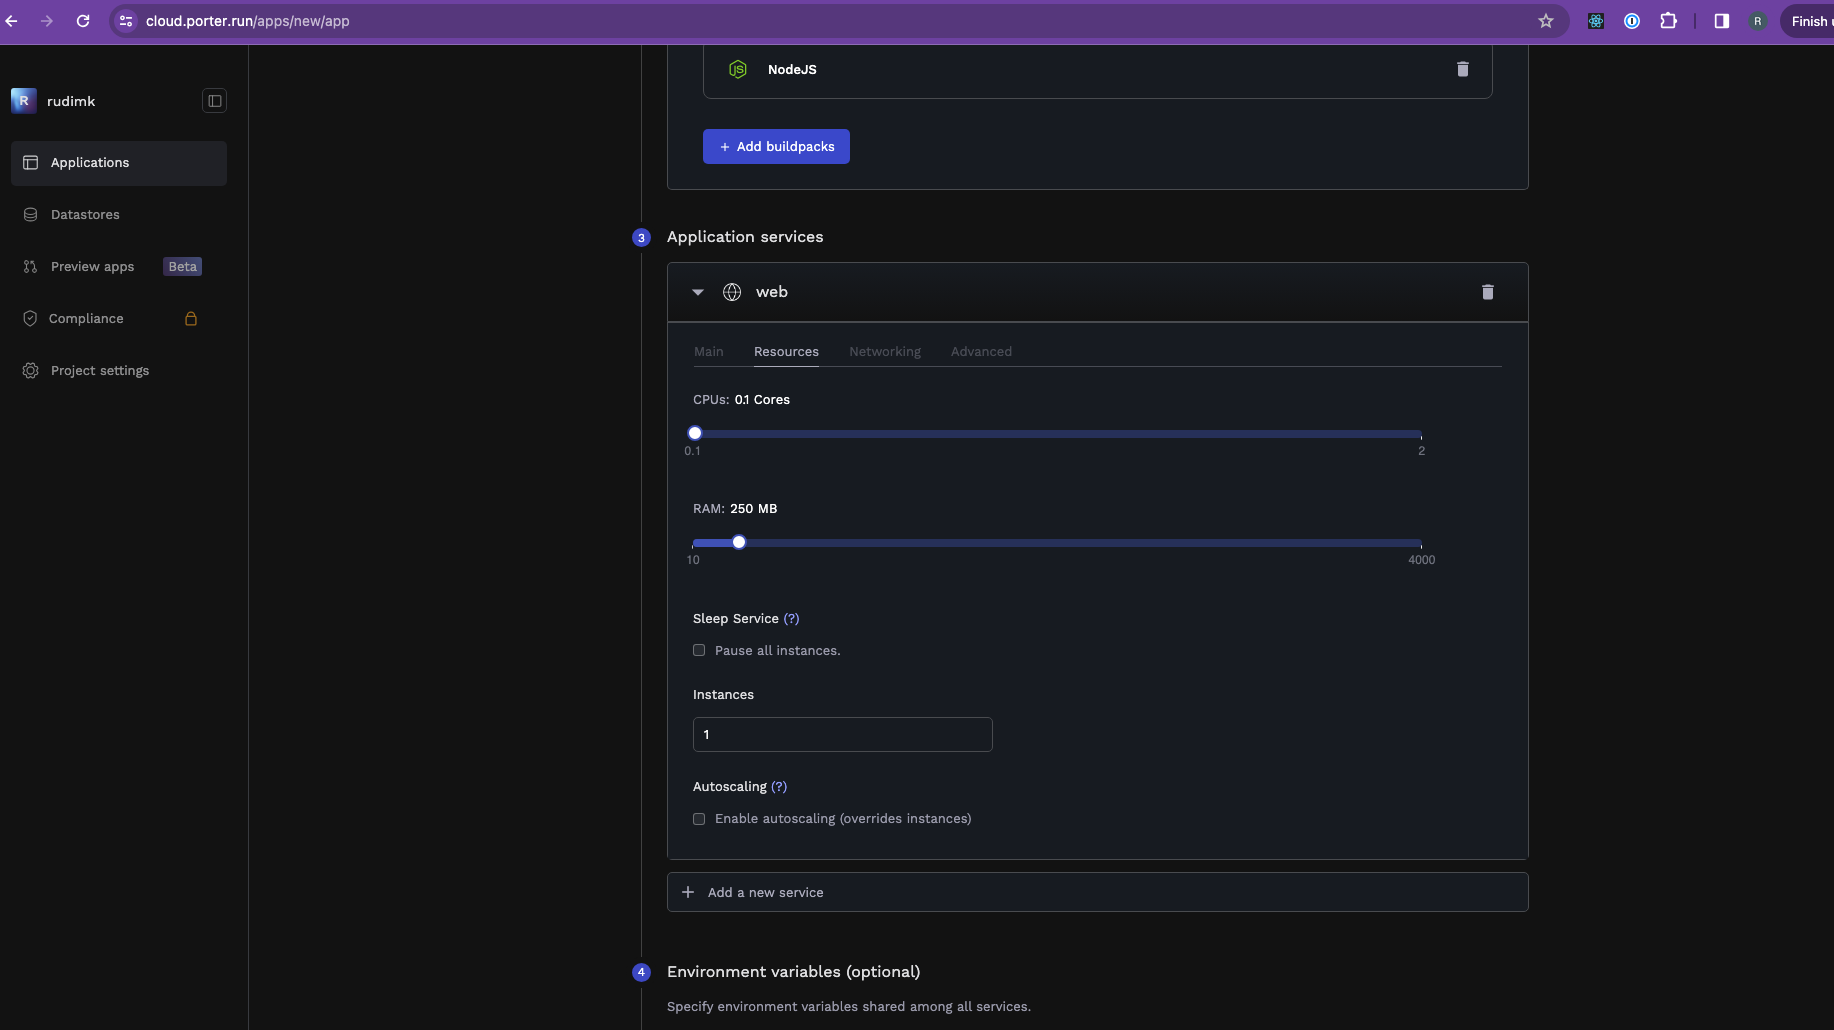 cloud.porter.run/apps/new/app
R
Finish
R
rudimk
Applications
Datastores
Preview apps
Beta
Compliance
Project settings
JS
NodeJS
+ Add buildpacks
3
Application services
web
Main
Resources
Networking
Advanced
CPUs: 0.1 Cores
0.1
2
RAM: 250 MB
10
4000
Sleep Service (?)
Pause all instances.
Instances
1
Autoscaling (?)
Enable autoscaling (overrides instances)
+ Add a new service
4
Environment variables (optional)
Specify environment variables shared among all services.